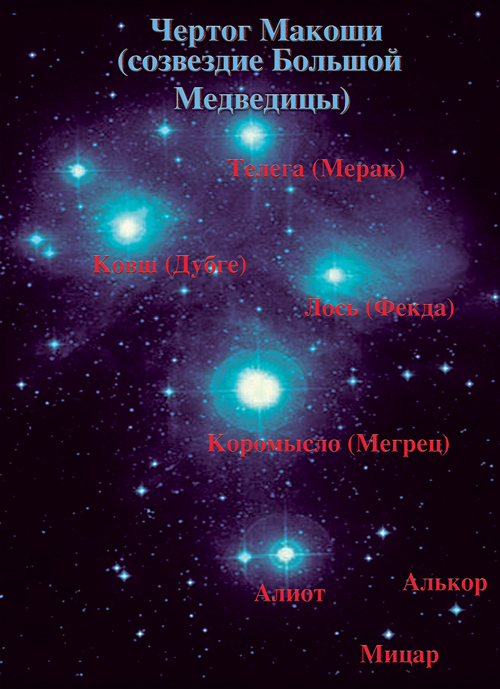 Чертог Макоши
(созвездие Большой
Медведицы)
Телега (Мерак)
Ковш (Дубге)
Лось (Фекда)
Коромысло (Мегрец)
Алиот
Алькор
Мицар